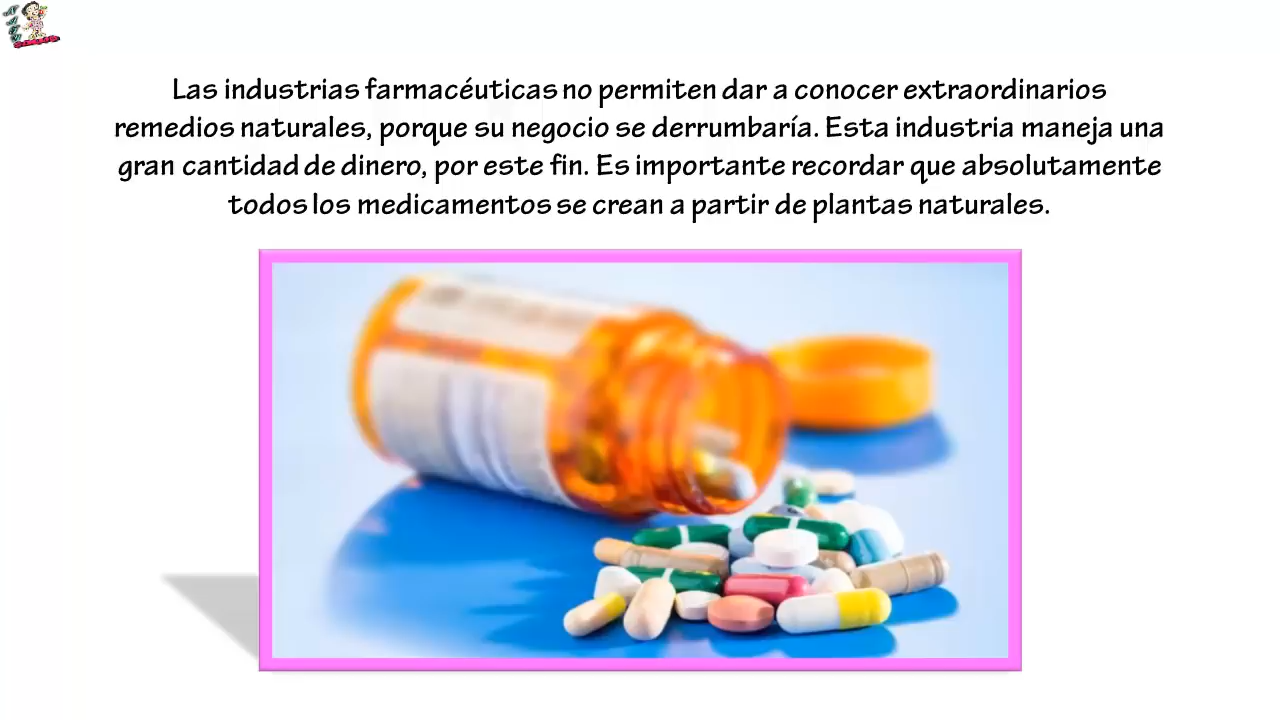 Las industrias farmacéuticas no permiten dar a conocer extraordinarios
remedios naturales, porque su negocio se derrumbaría. Esta industria maneja una
gran cantidad de dinero, por este fin. Es importante recordar que absolutamente
todos los medicamentos se crean a partir de plantas naturales.